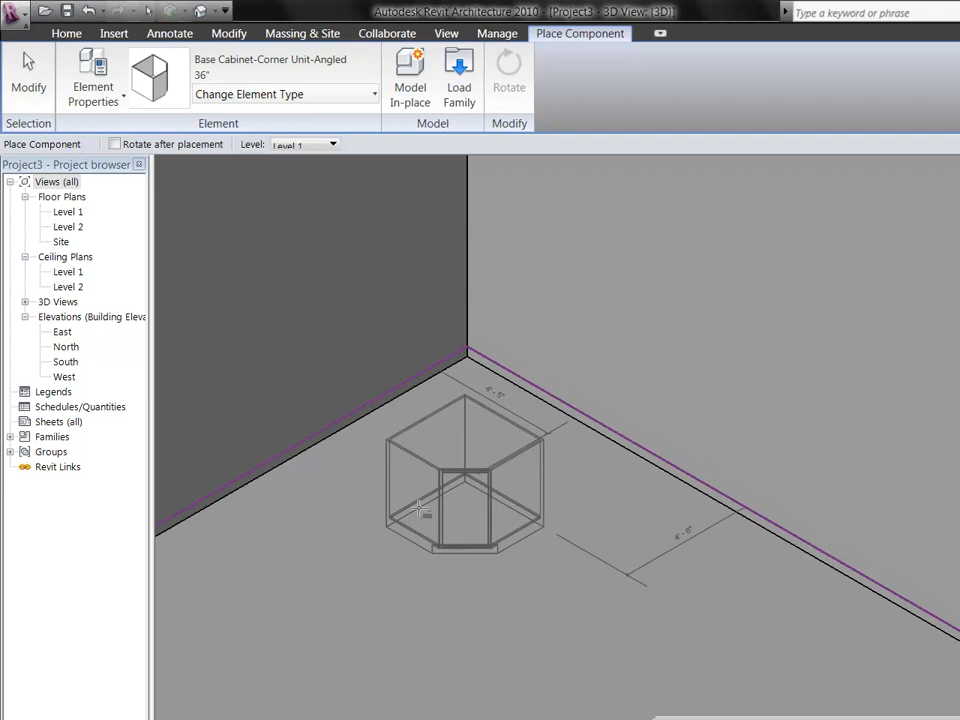 Autodesk Revit Architecture 2010 - [Project3 - 3D View: {3D}]
Type a keyword or phrase
Home Insert Annotate Modify Massing & Site Collaborate View Manage Place Component
Modify
Element
Properties
Base Cabinet-Corner Unit-Angled
36"
Change Element Type
Model
In-place
Load
Family
Rotate
Selection Element Model Modify
Place Component Rotate after placement Level: Level 1
Project3 - Project browser
Views (all)
Floor Plans
Level 1
Level 2
Site
Ceiling Plans
Level 1
Level 2
3D Views
Elevations (Building Eleva
East
North
South
West
Legends
Schedules/Quantities
Sheets (all)
Families
Groups
Revit Links
4' - 5"
4' - 6"